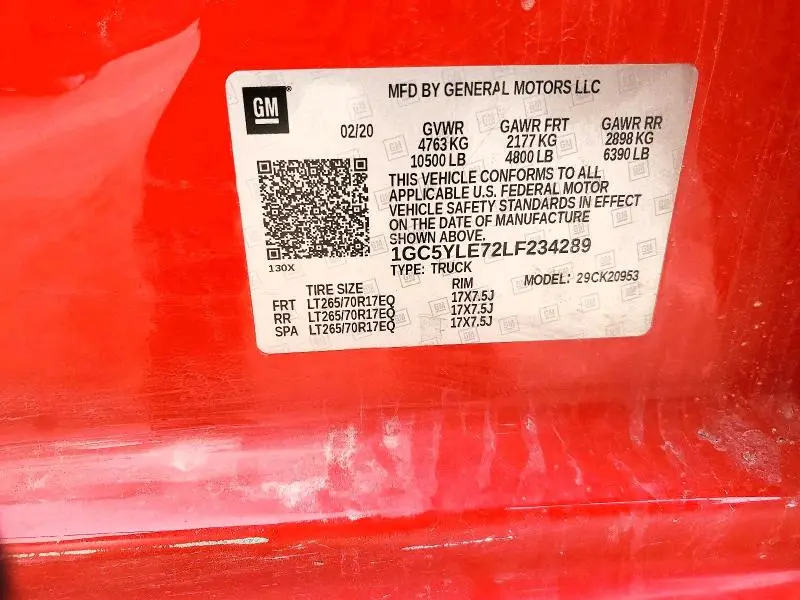 GM
MFD BY GENERAL MOTORS LLC
02/20 GVWR GAWR FRT GAWR RR
4763 KG 2177 KG 2898 KG
10500 LB 4800 LB 6390 LB
THIS VEHICLE CONFORMS TO ALL
APPLICABLE U.S. FEDERAL MOTOR
VEHICLE SAFETY STANDARDS IN EFFECT
ON THE DATE OF MANUFACTURE
SHOWN ABOVE.
1GC5YLE72LF234289
TYPE: TRUCK MODEL: 29CK20953
130X
TIRE SIZE RIM
FRT LT265/70R17EQ 17X7.5J
RR LT265/70R17EQ 17X7.5J
SPA LT265/70R17EQ 17X7.5J